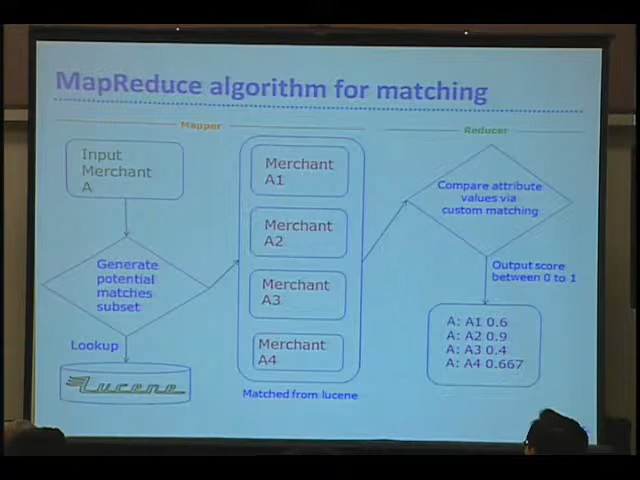 MapReduce algorithm for matching
Mapper
Reducer
Input
Merchant
A
Generate
potential
matches
subset
Lookup
Lucene
Merchant
A1
Merchant
A2
Merchant
A3
Merchant
A4
Matched from lucene
Compare attribute
values via
custom matching
Output score
between 0 to 1
A: A1 0.6
A: A2 0.9
A: A3 0.4
A: A4 0.667